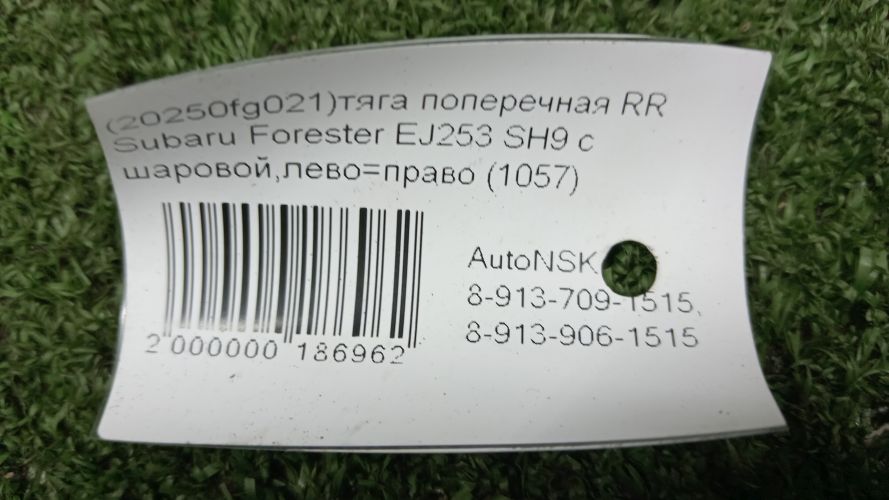 (20250fg021)тяга поперечная RR
Subaru Forester EJ253 SH9 с
шаровой,лево=право (1057)
AutoNSK
8-913-709-1515,
8-913-906-1515
2 000000 186962